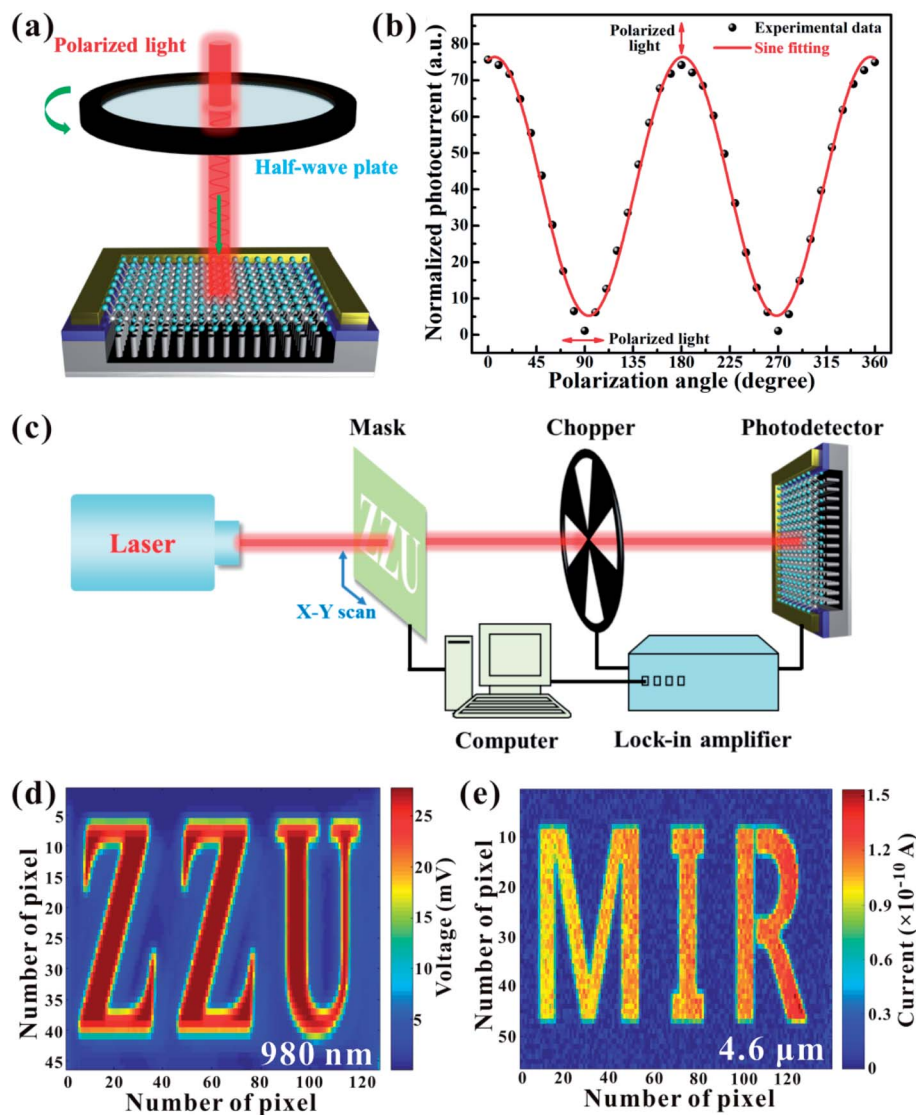 (a)
Polarized light
Half-wave plate
(b)
Normalized photocurrent (a.u.)
80
70
60
50
40
30
20
10
0
Polarized
light
Experimental data
Sine fitting
Polarized light
0 45 90 135 180 225 270 315 360
Polarization angle (degree)
(c)
Mask
Chopper
Photodetector
Laser
ZZU
X-Y scan
Computer
Lock-in amplifier
(d)
Number of pixel
5
10
15
20
25
30
35
40
45
ZZU
980 nm
0 20 40 60 80 100 120
Number of pixel
25
20
15
10
5
Voltage (mV)
(e)
Number of pixel
10
20
30
40
50
MIR
4.6 μm
0 20 40 60 80 100 120
Number of pixel
1.5
1.2
0.9
0.6
0.3
0
Current (×10⁻¹⁰ A)